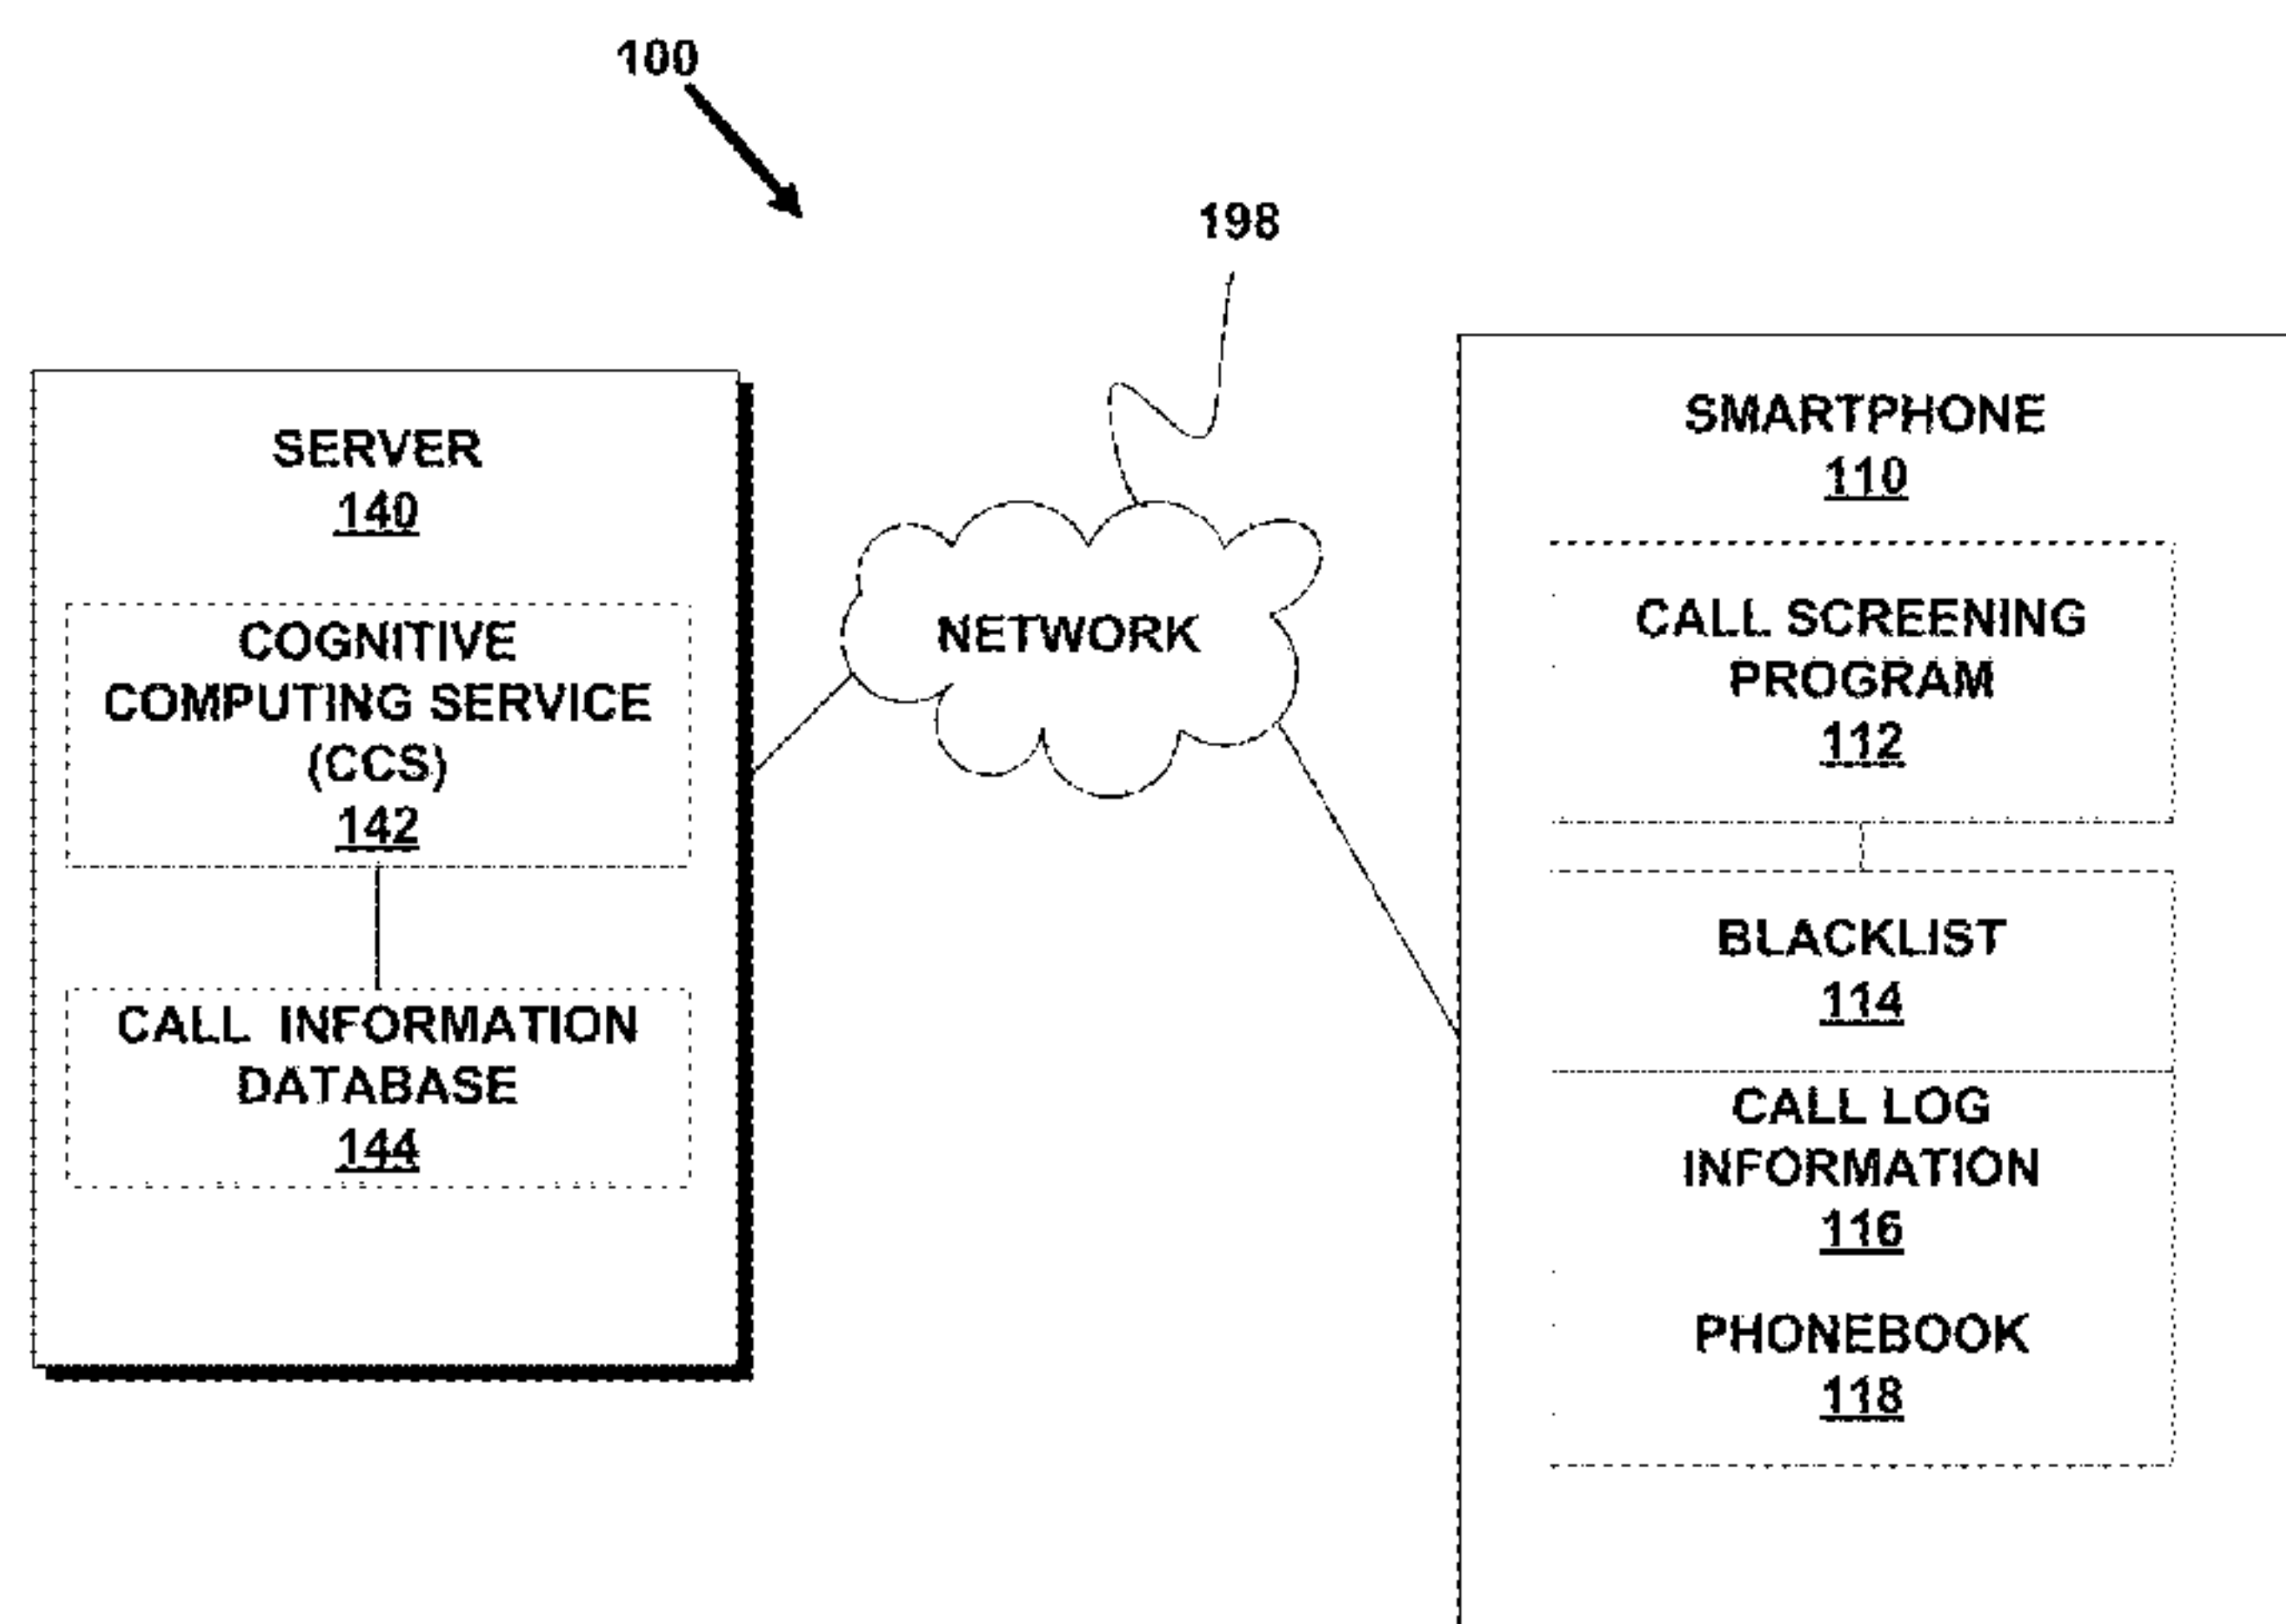 100
198
SERVER
140
COGNITIVE
COMPUTING SERVICE
(CCS)
142
CALL INFORMATION
DATABASE
144
NETWORK
SMARTPHONE
110
CALL SCREENING
PROGRAM
112
BLACKLIST
114
CALL LOG
INFORMATION
116
PHONEBOOK
118